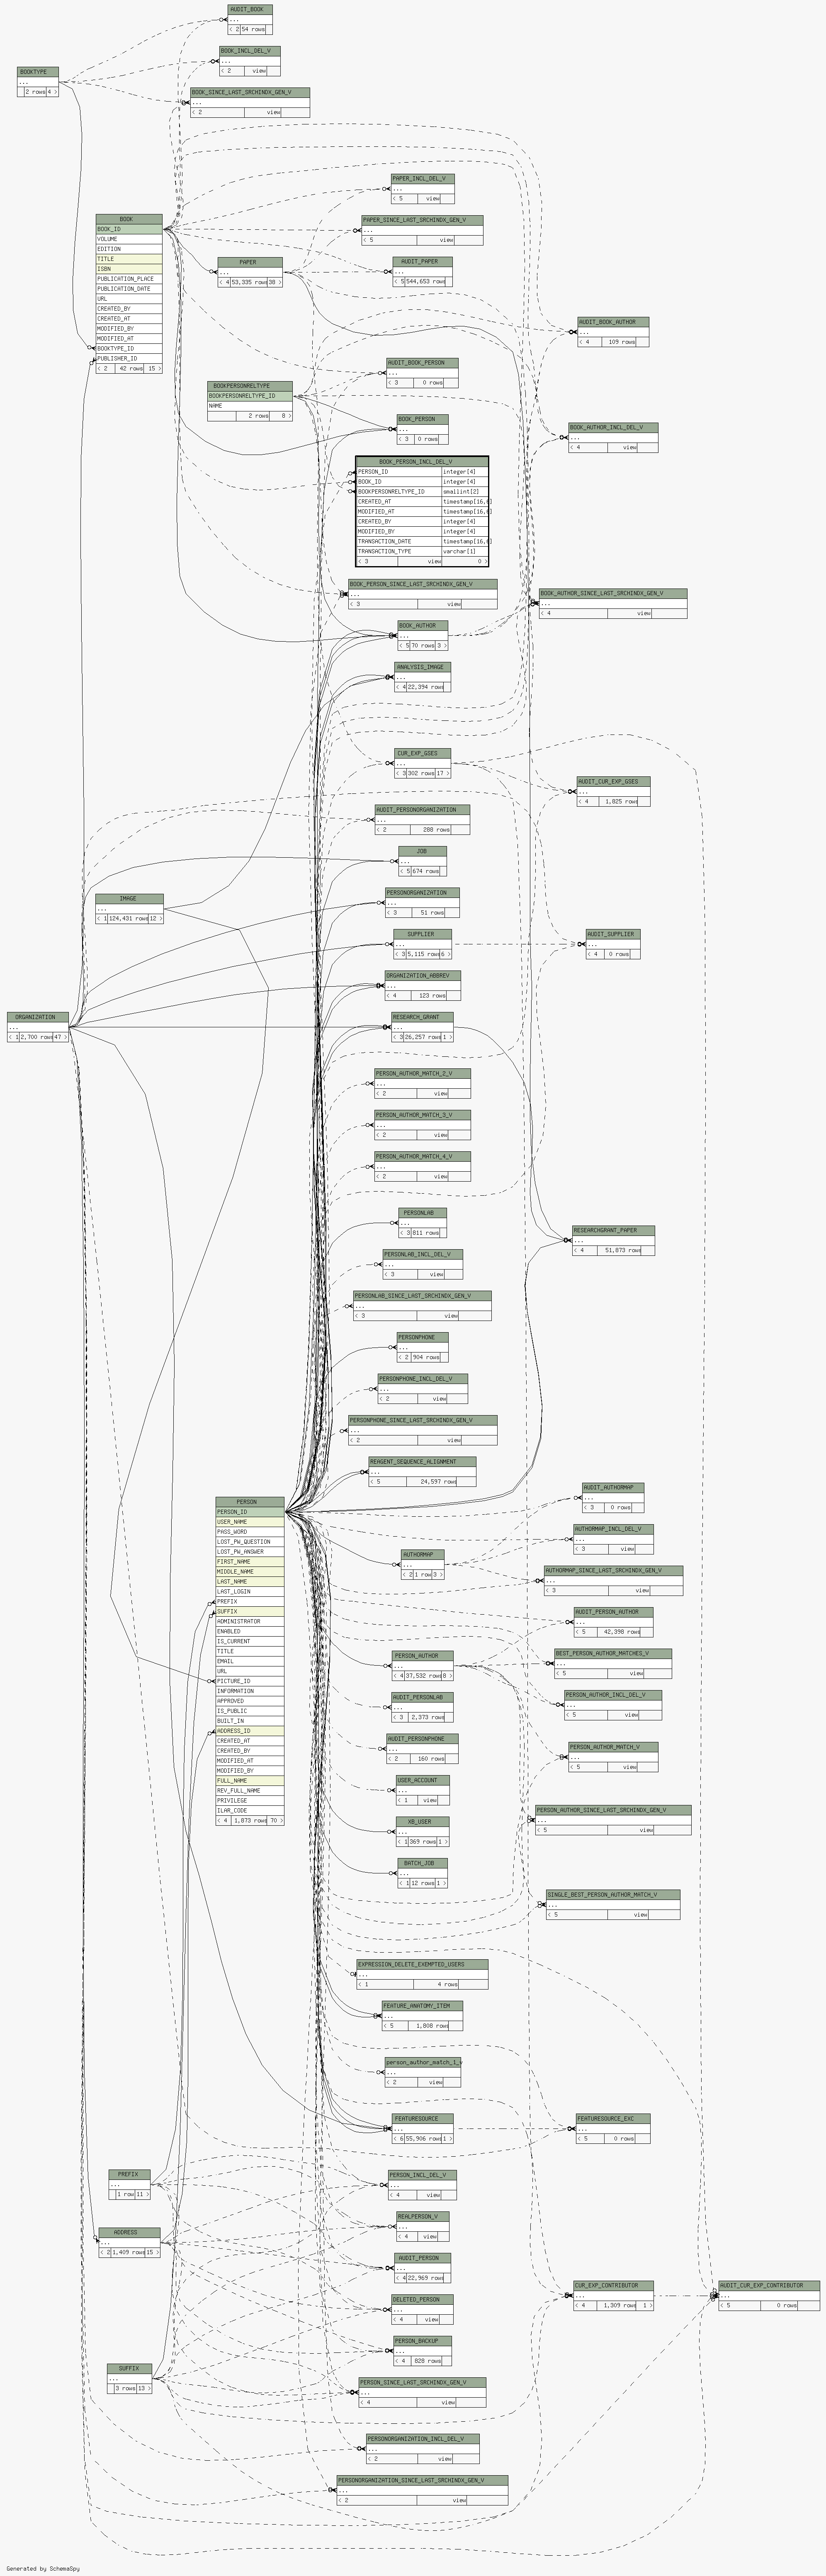 AUDIT_BOOK
...
< 2 54 rows
BOOK_INCL_DEL_V
...
< 2 view
BOOKTYPE
...
2 rows 4 >
BOOK_SINCE_LAST_SRCHINDX_GEN_V
...
< 2 view
PAPER_INCL_DEL_V
...
< 5 view
BOOK
BOOK_ID
VOLUME
EDITION
TITLE
ISBN
PUBLICATION_PLACE
PUBLICATION_DATE
URL
CREATED_BY
CREATED_AT
MODIFIED_BY
MODIFIED_AT
BOOKTYPE_ID
PUBLISHER_ID
< 2 42 rows 15 >
PAPER_SINCE_LAST_SRCHINDX_GEN_V
...
< 5 view
PAPER
...
< 4 53,335 rows 38 >
AUDIT_PAPER
...
< 5 544,653 rows
AUDIT_BOOK_AUTHOR
...
< 4 109 rows
AUDIT_BOOK_PERSON
...
< 3 0 rows
BOOKPERSONRELTYPE
BOOKPERSONRELTYPE_ID
NAME
2 rows 8 >
BOOK_PERSON
...
< 3 0 rows
BOOK_AUTHOR_INCL_DEL_V
...
< 4 view
BOOK_PERSON_INCL_DEL_V
PERSON_ID integer[4]
BOOK_ID integer[4]
BOOKPERSONRELTYPE_ID smallint[2]
CREATED_AT timestamp[16,6]
MODIFIED_AT timestamp[16,6]
CREATED_BY integer[4]
MODIFIED_BY integer[4]
TRANSACTION_DATE timestamp[16,6]
TRANSACTION_TYPE varchar[1]
< 3 view 0 >
BOOK_PERSON_SINCE_LAST_SRCHINDX_GEN_V
...
< 3 view
BOOK_AUTHOR_SINCE_LAST_SRCHINDX_GEN_V
...
< 4 view
BOOK_AUTHOR
...
< 5 70 rows 3 >
ANALYSIS_IMAGE
...
< 4 22,394 rows
CUR_EXP_GSES
...
< 3 302 rows 17 >
AUDIT_CUR_EXP_GSES
...
< 4 1,825 rows
AUDIT_PERSONORGANIZATION
...
< 2 288 rows
JOB
...
< 5 674 rows
IMAGE
...
< 1 124,431 rows 12 >
PERSONORGANIZATION
...
< 3 51 rows
SUPPLIER
...
< 3 5,115 rows 6 >
AUDIT_SUPPLIER
...
< 4 0 rows
ORGANIZATION_ABBREV
...
< 4 123 rows
ORGANIZATION
...
< 1 2,700 rows 47 >
RESEARCH_GRANT
...
< 3 26,257 rows 1 >
PERSON_AUTHOR_MATCH_2_V
...
< 2 view
PERSON_AUTHOR_MATCH_3_V
...
< 2 view
PERSON_AUTHOR_MATCH_4_V
...
< 2 view
PERSONLAB
...
< 3 811 rows
RESEARCHGRANT_PAPER
...
< 4 51,873 rows
PERSONLAB_INCL_DEL_V
...
< 3 view
PERSONLAB_SINCE_LAST_SRCHINDX_GEN_V
...
< 3 view
PERSONPHONE
...
< 2 904 rows
PERSONPHONE_INCL_DEL_V
...
< 2 view
PERSONPHONE_SINCE_LAST_SRCHINDX_GEN_V
...
< 2 view
REAGENT_SEQUENCE_ALIGNMENT
...
< 5 24,597 rows
PERSON
PERSON_ID
USER_NAME
PASS_WORD
LOST_PW_QUESTION
LOST_PW_ANSWER
FIRST_NAME
MIDDLE_NAME
LAST_NAME
LAST_LOGIN
PREFIX
SUFFIX
ADMINISTRATOR
ENABLED
IS_CURRENT
TITLE
EMAIL
URL
PICTURE_ID
INFORMATION
APPROVED
IS_PUBLIC
BUILT_IN
ADDRESS_ID
CREATED_AT
CREATED_BY
MODIFIED_AT
MODIFIED_BY
FULL_NAME
REV_FULL_NAME
PRIVILEGE
ILAR_CODE
< 4 1,873 rows 70 >
AUDIT_AUTHORMAP
...
< 3 0 rows
AUTHORMAP_INCL_DEL_V
...
< 3 view
AUTHORMAP
...
< 2 1 row 3 >
AUTHORMAP_SINCE_LAST_SRCHINDX_GEN_V
...
< 3 view
AUDIT_PERSON_AUTHOR
...
< 5 42,398 rows
PERSON_AUTHOR
...
< 4 37,532 rows 8 >
BEST_PERSON_AUTHOR_MATCHES_V
...
< 5 view
AUDIT_PERSONLAB
...
< 3 2,373 rows
PERSON_AUTHOR_INCL_DEL_V
...
< 5 view
AUDIT_PERSONPHONE
...
< 2 160 rows
PERSON_AUTHOR_MATCH_V
...
< 5 view
USER_ACCOUNT
...
< 1 view
PERSON_AUTHOR_SINCE_LAST_SRCHINDX_GEN_V
...
< 5 view
XB_USER
...
< 1 369 rows 1 >
BATCH_JOB
...
< 1 12 rows 1 >
SINGLE_BEST_PERSON_AUTHOR_MATCH_V
...
< 5 view
EXPRESSION_DELETE_EXEMPTED_USERS
...
< 1 4 rows
FEATURE_ANATOMY_ITEM
...
< 5 1,808 rows
person_author_match_1_v
...
< 2 view
FEATURESOURCE
...
< 6 55,906 rows 1 >
FEATURESOURCE_EXC
...
< 5 0 rows
PREFIX
...
1 row 11 >
PERSON_INCL_DEL_V
...
< 4 view
REALPERSON_V
...
< 4 view
ADDRESS
...
< 2 1,409 rows 15 >
AUDIT_PERSON
...
< 4 22,969 rows
DELETED_PERSON
...
< 4 view
CUR_EXP_CONTRIBUTOR
...
< 4 1,309 rows 1 >
AUDIT_CUR_EXP_CONTRIBUTOR
...
< 5 0 rows
PERSON_BACKUP
...
< 4 828 rows
SUFFIX
...
3 rows 13 >
PERSON_SINCE_LAST_SRCHINDX_GEN_V
...
< 4 view
PERSONORGANIZATION_INCL_DEL_V
...
< 2 view
PERSONORGANIZATION_SINCE_LAST_SRCHINDX_GEN_V
...
< 2 view
Generated by SchemaSpy